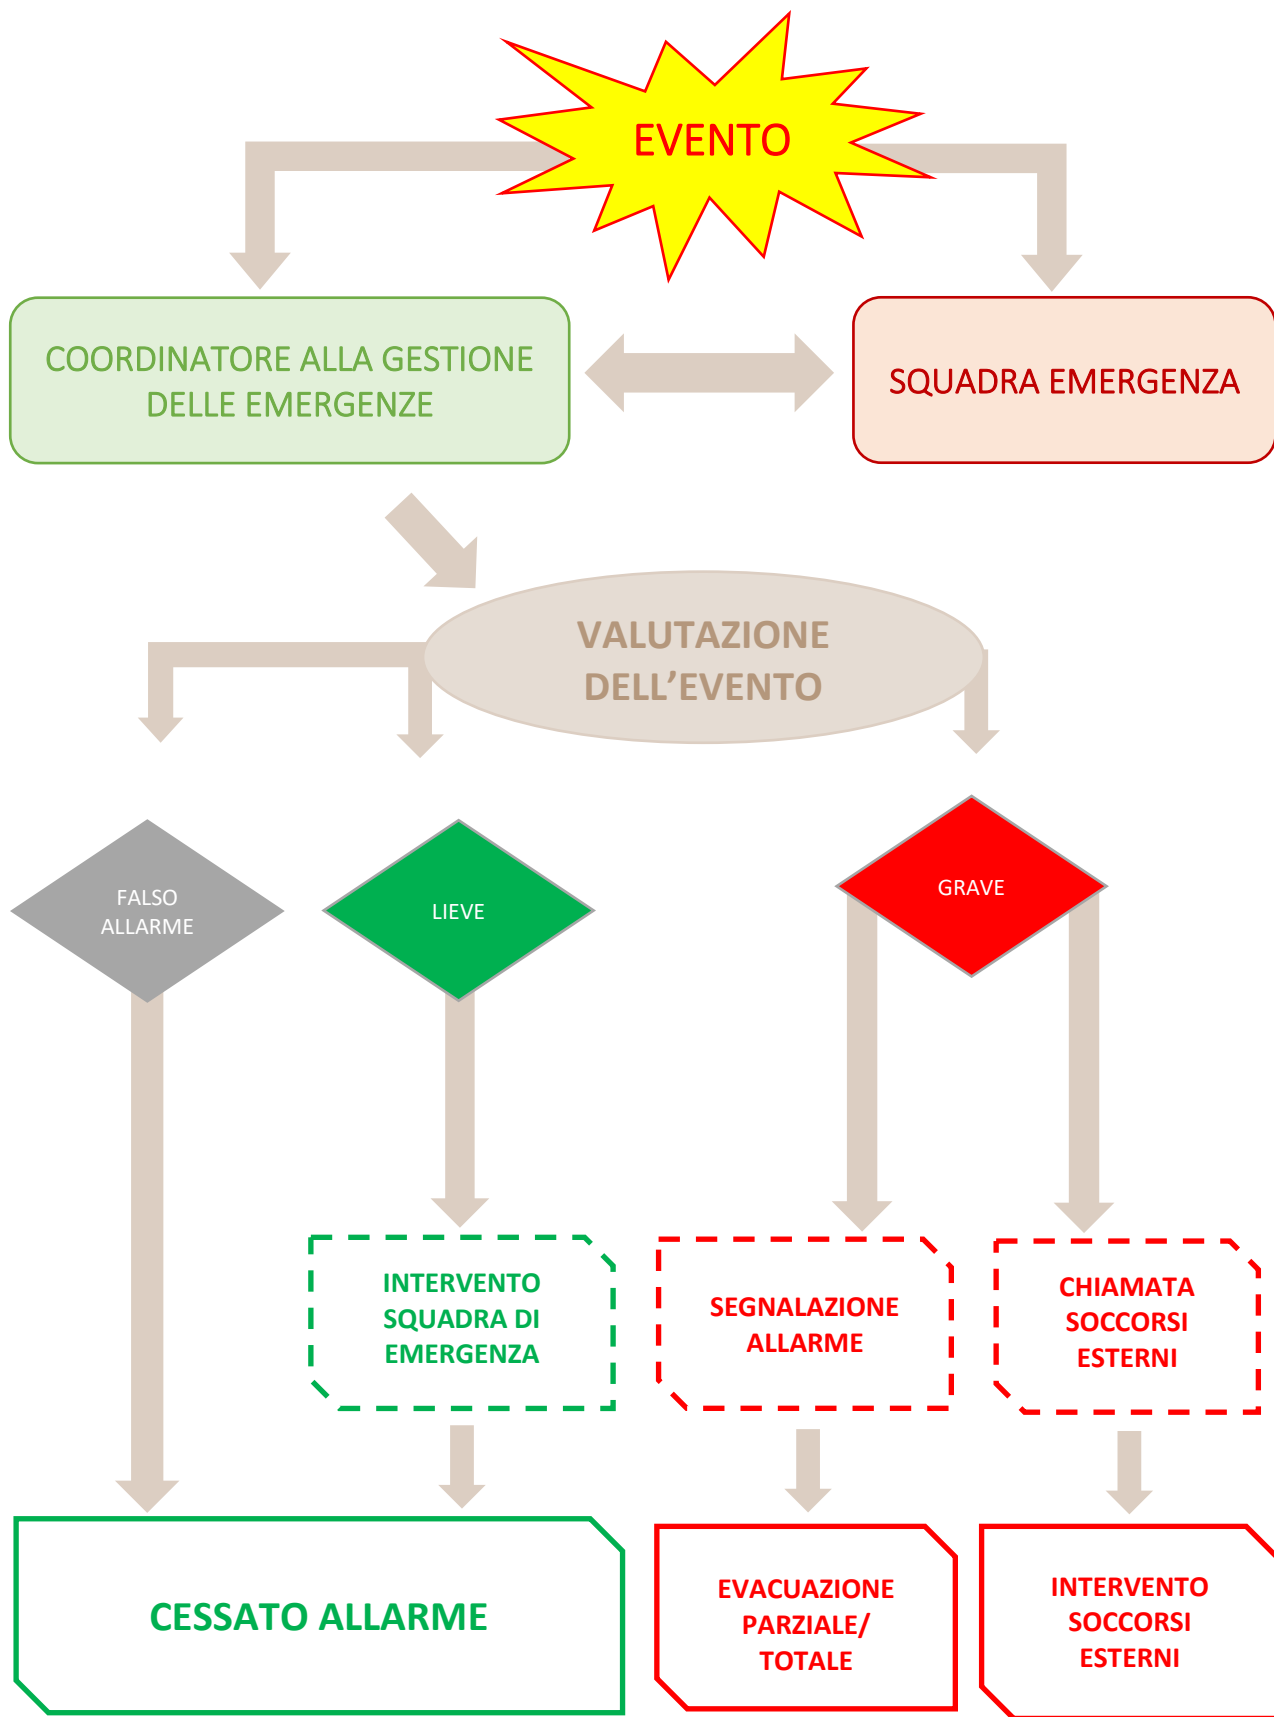 EVENTO
COORDINATORE ALLA GESTIONE
DELLE EMERGENZE
SQUADRA EMERGENZA
VALUTAZIONE
DELL’EVENTO
FALSO
ALLARME
LIEVE
GRAVE
INTERVENTO
SQUADRA DI
EMERGENZA
SEGNALAZIONE
ALLARME
CHIAMATA
SOCCORSI
ESTERNI
CESSATO ALLARME
EVACUAZIONE
PARZIALE/
TOTALE
INTERVENTO
SOCCORSI
ESTERNI